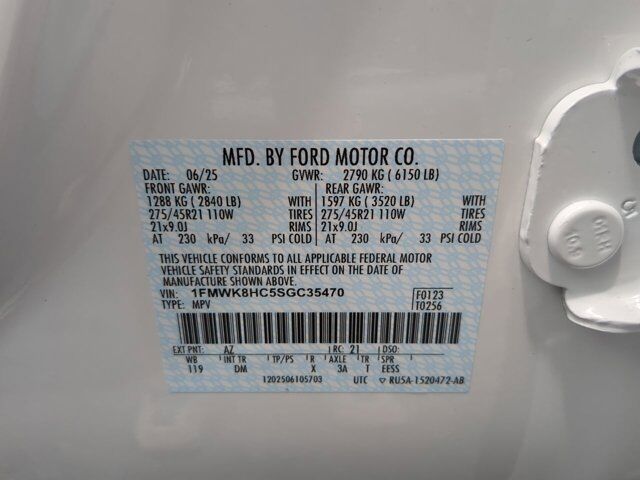 MFD. BY FORD MOTOR CO.
DATE: 06/25 GVWR: 2790 KG ( 6150 LB)
FRONT GAWR: REAR GAWR:
1288 KG ( 2840 LB) WITH 1597 KG ( 3520 LB) WITH
275/45R21 110W TIRES 275/45R21 110W TIRES
21x9.0J RIMS 21x9.0J RIMS
AT 230 kPa/ 33 PSI COLD AT 230 kPa/ 33 PSI COLD
THIS VEHICLE CONFORMS TO ALL APPLICABLE FEDERAL MOTOR
VEHICLE SAFETY STANDARDS IN EFFECT ON THE DATE OF
MANUFACTURE SHOWN ABOVE.
VIN: 1FMWK8HC5SGC35470 F0123
TYPE: MPV T0256
EXT PNT: AZ RC: 21 DSO:
WB INT TR TP/PS R AXLE TR SPR
119 DM X 3A T EESS
1202506105703 UTC ▽ RU5A-1520472-AB